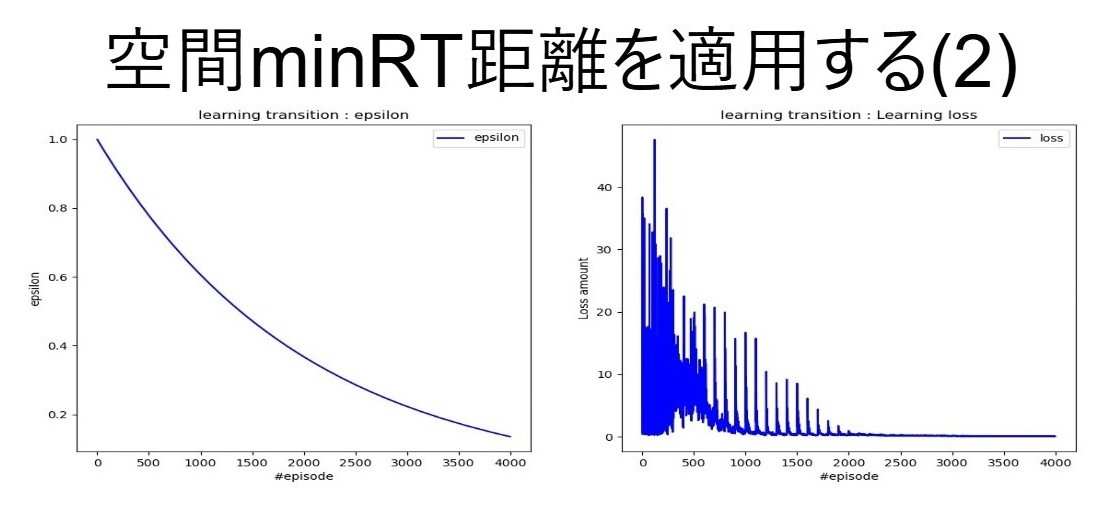 空間minRT距離を適用する(2)
learning transition : epsilon
epsilon
1.0
0.8
0.6
0.4
0.2
epsilon
0 500 1000 1500 2000 2500 3000 3500 4000
#episode
learning transition : Learning loss
loss
40
30
20
10
0
Loss amount
0 500 1000 1500 2000 2500 3000 3500 4000
#episode